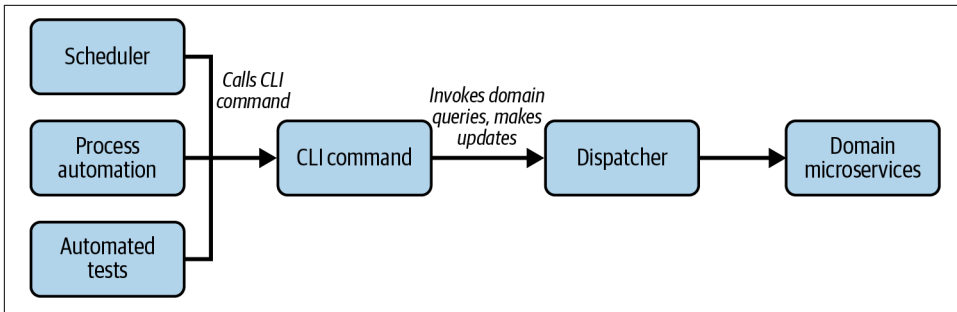 Scheduler
Calls CLI
command
Process
automation
Automated
tests
CLI command
Invokes domain
queries, makes
updates
Dispatcher
Domain
microservices